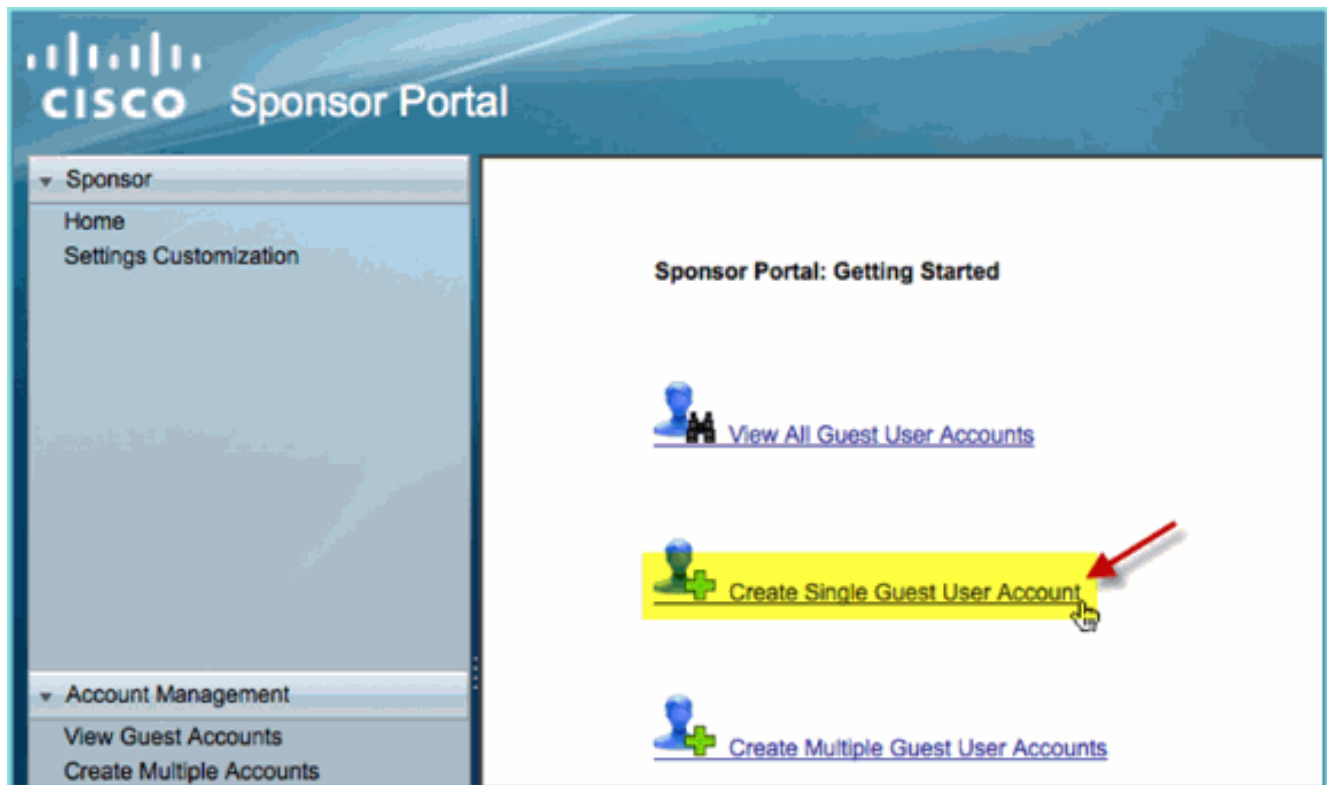 CISCO Sponsor Portal
Sponsor
Home
Settings Customization
Account Management
View Guest Accounts
Create Multiple Accounts
Sponsor Portal: Getting Started
View All Guest User Accounts
Create Single Guest User Account
Create Multiple Guest User Accounts